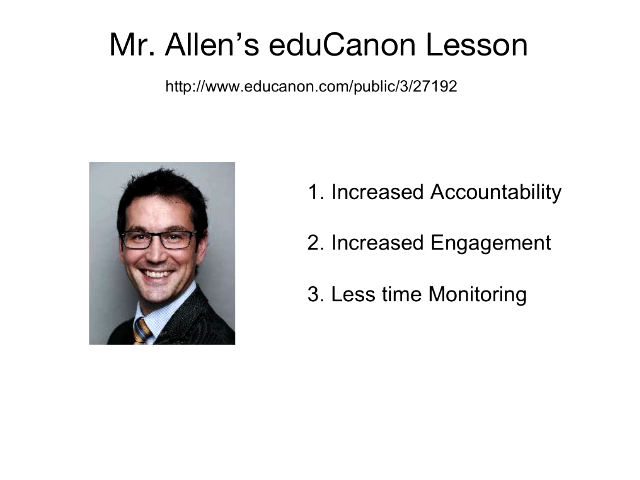 Mr. Allen’s eduCanon Lesson
http://www.educanon.com/public/3/27192
1. Increased Accountability
2. Increased Engagement
3. Less time Monitoring